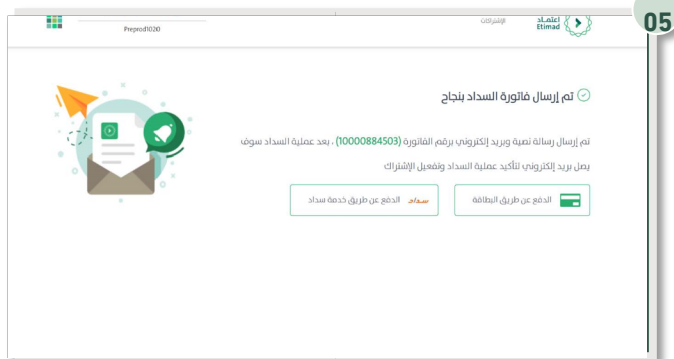 05
اعتماد
Etimad
الإشتراكات
Preprod1020
تم إرسال فاتورة السداد بنجاح
تم إرسال رسالة نصية وبريد إلكتروني برقم الفاتورة (10000884503) ، بعد عملية السداد سوف
يصل بريد إلكتروني لتأكيد عملية السداد وتفعيل الإشتراك
الدفع عن طريق البطاقة
سداد الدفع عن طريق خدمة سداد